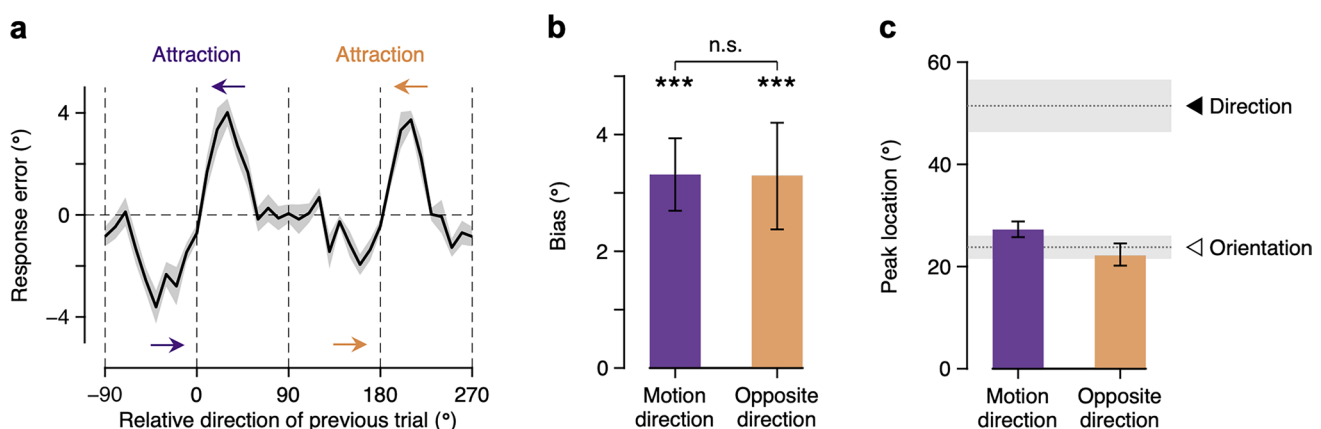 a
Attraction
Attraction
4
0
−4
Response error (°)
−90
0
90
180
270
Relative direction of previous trial (°)
b
n.s.
***
***
4
2
0
Bias (°)
Motion
direction
Opposite
direction
c
60
40
20
0
Peak location (°)
Direction
Orientation
Motion
direction
Opposite
direction